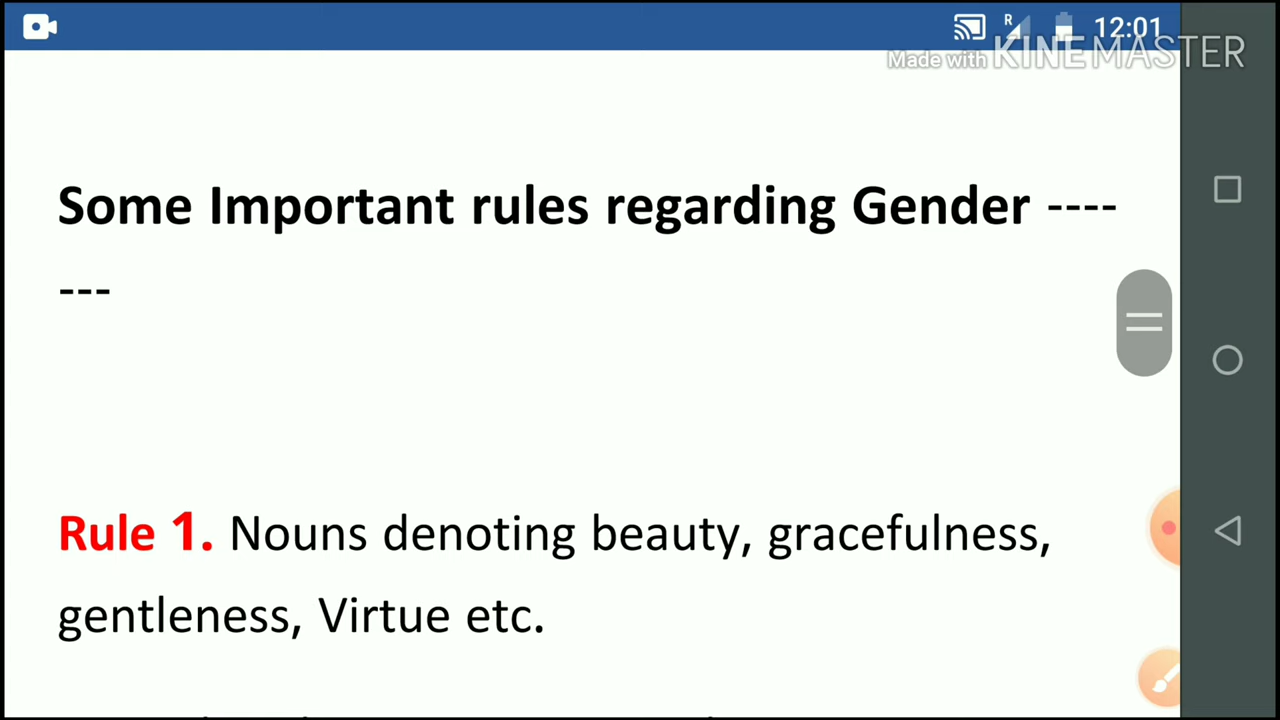 12:01
Made with KINEMASTER
Some Important rules regarding Gender ----
---
Rule 1. Nouns denoting beauty, gracefulness,
gentleness, Virtue etc.